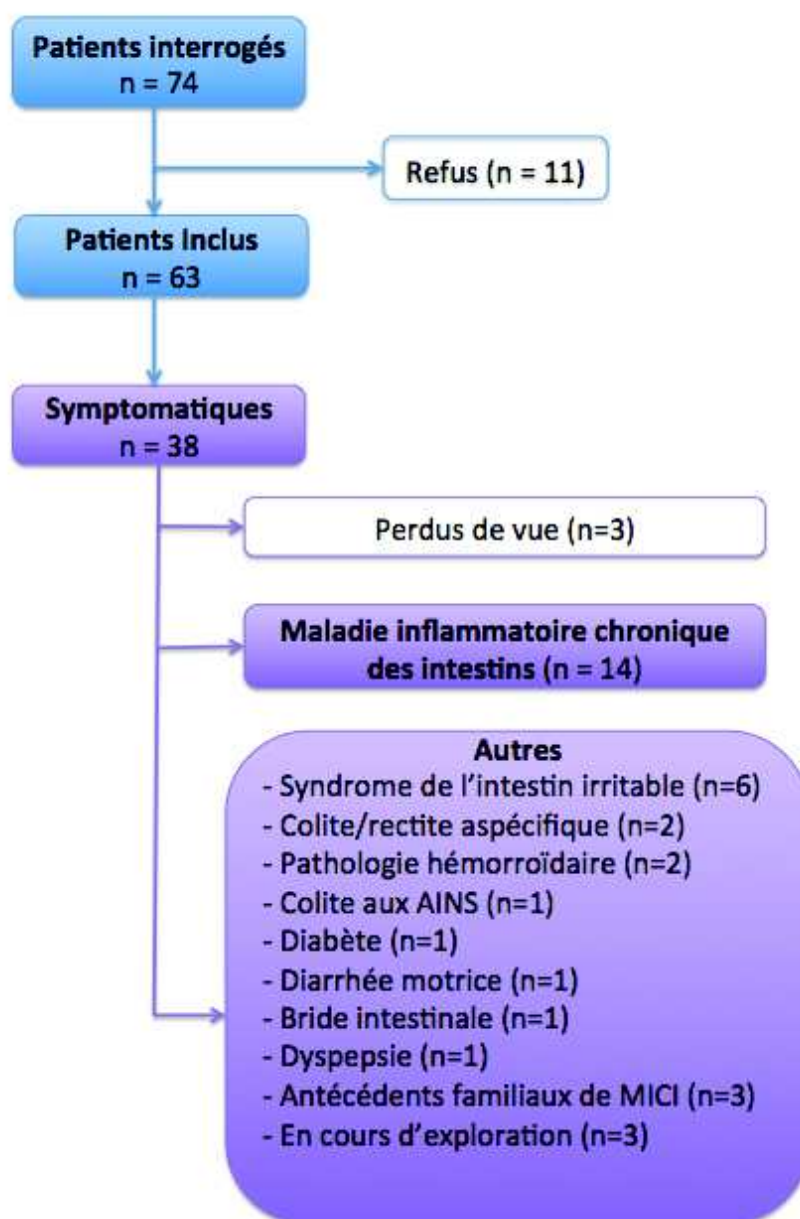 Patients interrogés
n = 74
Refus (n = 11)
Patients Inclus
n = 63
Symptomatiques
n = 38
Perdus de vue (n=3)
Maladie inflammatoire chronique
des intestins (n = 14)
Autres
- Syndrome de l'intestin irritable (n=6)
- Colite/rectite aspécifique (n=2)
- Pathologie hémorroïdaire (n=2)
- Colite aux AINS (n=1)
- Diabète (n=1)
- Diarrhée motrice (n=1)
- Bride intestinale (n=1)
- Dyspepsie (n=1)
- Antécédents familiaux de MICI (n=3)
- En cours d'exploration (n=3)